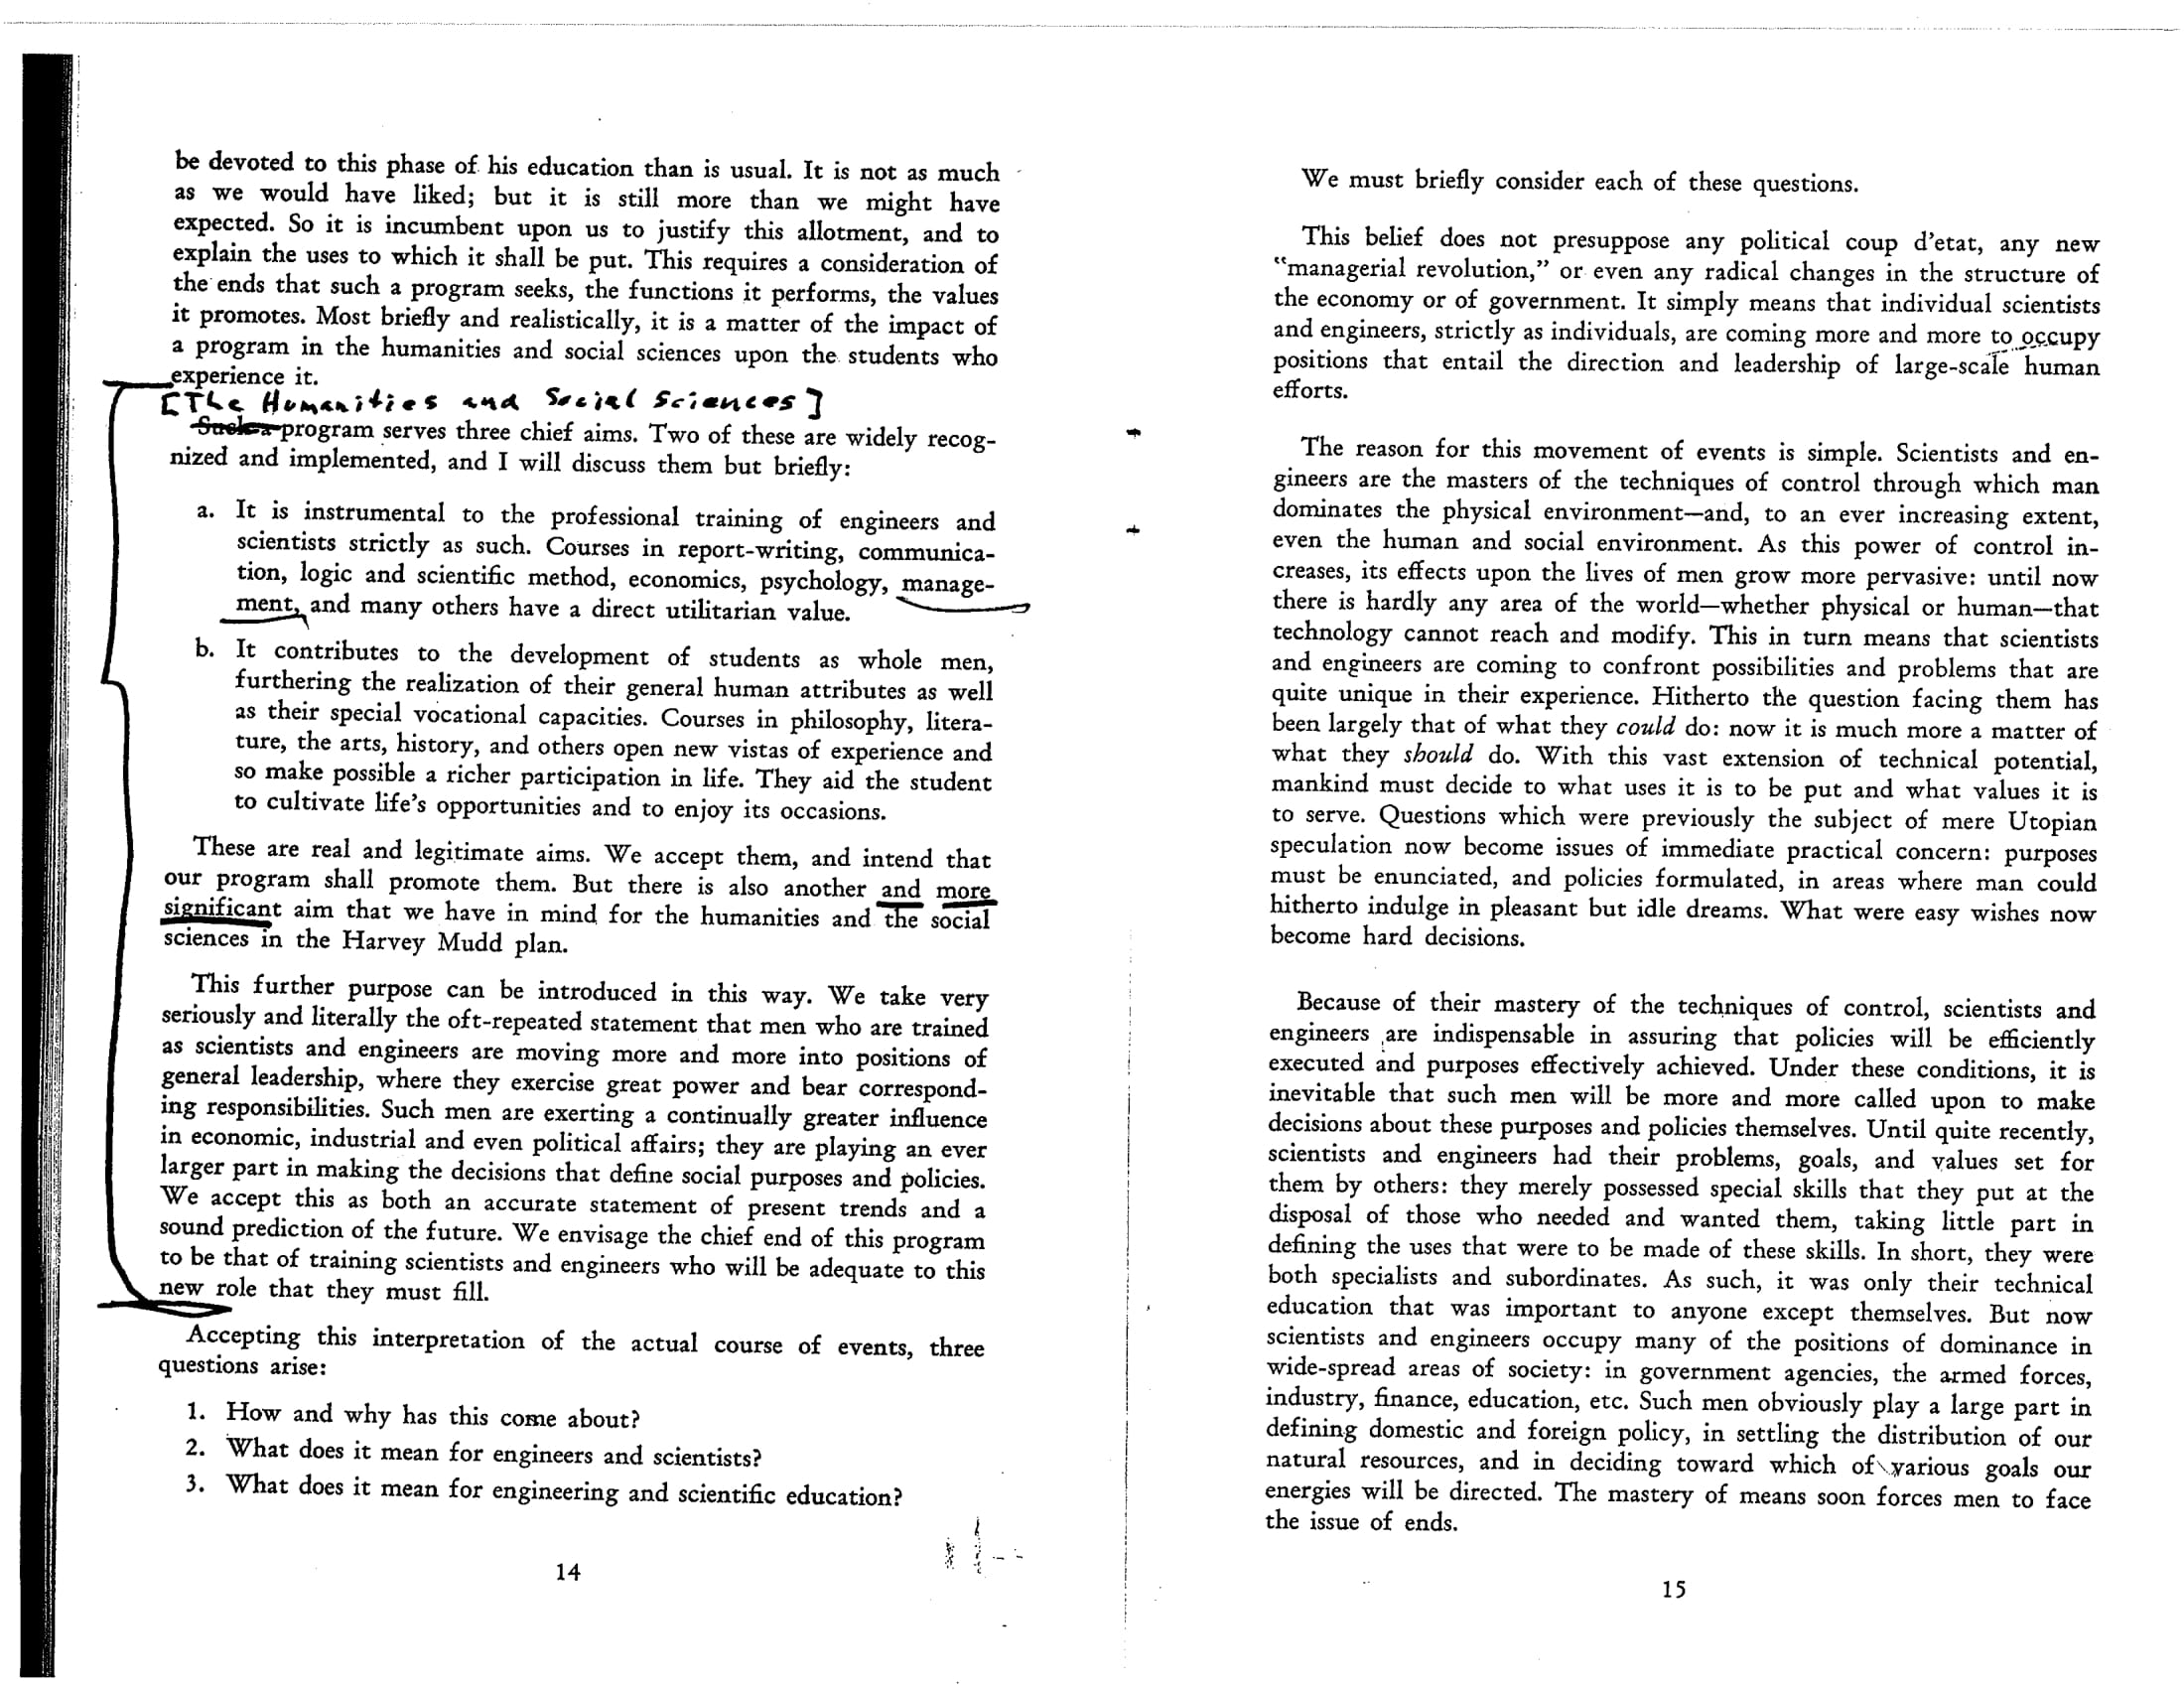 be devoted to this phase of his education than is usual. It is not as much
as we would have liked; but it is still more than we might have
expected. So it is incumbent upon us to justify this allotment, and to
explain the uses to which it shall be put. This requires a consideration of
the ends that such a program seeks, the functions it performs, the values
it promotes. Most briefly and realistically, it is a matter of the impact of
a program in the humanities and social sciences upon the students who
experience it.
[The Humanities and Social Sciences]
Such a program serves three chief aims. Two of these are widely recog-
nized and implemented, and I will discuss them but briefly:
a. It is instrumental to the professional training of engineers and
scientists strictly as such. Courses in report-writing, communica-
tion, logic and scientific method, economics, psychology, manage-
ment, and many others have a direct utilitarian value.
b. It contributes to the development of students as whole men,
furthering the realization of their general human attributes as well
as their special vocational capacities. Courses in philosophy, litera-
ture, the arts, history, and others open new vistas of experience and
so make possible a richer participation in life. They aid the student
to cultivate life's opportunities and to enjoy its occasions.
These are real and legitimate aims. We accept them, and intend that
our program shall promote them. But there is also another and more
significant aim that we have in mind for the humanities and the social
sciences in the Harvey Mudd plan.
This further purpose can be introduced in this way. We take very
seriously and literally the oft-repeated statement that men who are trained
as scientists and engineers are moving more and more into positions of
general leadership, where they exercise great power and bear correspond-
ing responsibilities. Such men are exerting a continually greater influence
in economic, industrial and even political affairs; they are playing an ever
larger part in making the decisions that define social purposes and policies.
We accept this as both an accurate statement of present trends and a
sound prediction of the future. We envisage the chief end of this program
to be that of training scientists and engineers who will be adequate to this
new role that they must fill.
Accepting this interpretation of the actual course of events, three
questions arise:
1. How and why has this come about?
2. What does it mean for engineers and scientists?
3. What does it mean for engineering and scientific education?
14
We must briefly consider each of these questions.
This belief does not presuppose any political coup d'etat, any new
"managerial revolution," or even any radical changes in the structure of
the economy or of government. It simply means that individual scientists
and engineers, strictly as individuals, are coming more and more to occupy
positions that entail the direction and leadership of large-scale human
efforts.
The reason for this movement of events is simple. Scientists and en-
gineers are the masters of the techniques of control through which man
dominates the physical environment—and, to an ever increasing extent,
even the human and social environment. As this power of control in-
creases, its effects upon the lives of men grow more pervasive: until now
there is hardly any area of the world—whether physical or human—that
technology cannot reach and modify. This in turn means that scientists
and engineers are coming to confront possibilities and problems that are
quite unique in their experience. Hitherto the question facing them has
been largely that of what they could do: now it is much more a matter of
what they should do. With this vast extension of technical potential,
mankind must decide to what uses it is to be put and what values it is
to serve. Questions which were previously the subject of mere Utopian
speculation now become issues of immediate practical concern: purposes
must be enunciated, and policies formulated, in areas where man could
hitherto indulge in pleasant but idle dreams. What were easy wishes now
become hard decisions.
Because of their mastery of the techniques of control, scientists and
engineers are indispensable in assuring that policies will be efficiently
executed and purposes effectively achieved. Under these conditions, it is
inevitable that such men will be more and more called upon to make
decisions about these purposes and policies themselves. Until quite recently,
scientists and engineers had their problems, goals, and values set for
them by others: they merely possessed special skills that they put at the
disposal of those who needed and wanted them, taking little part in
defining the uses that were to be made of these skills. In short, they were
both specialists and subordinates. As such, it was only their technical
education that was important to anyone except themselves. But now
scientists and engineers occupy many of the positions of dominance in
wide-spread areas of society: in government agencies, the armed forces,
industry, finance, education, etc. Such men obviously play a large part in
defining domestic and foreign policy, in settling the distribution of our
natural resources, and in deciding toward which of various goals our
energies will be directed. The mastery of means soon forces men to face
the issue of ends.
15